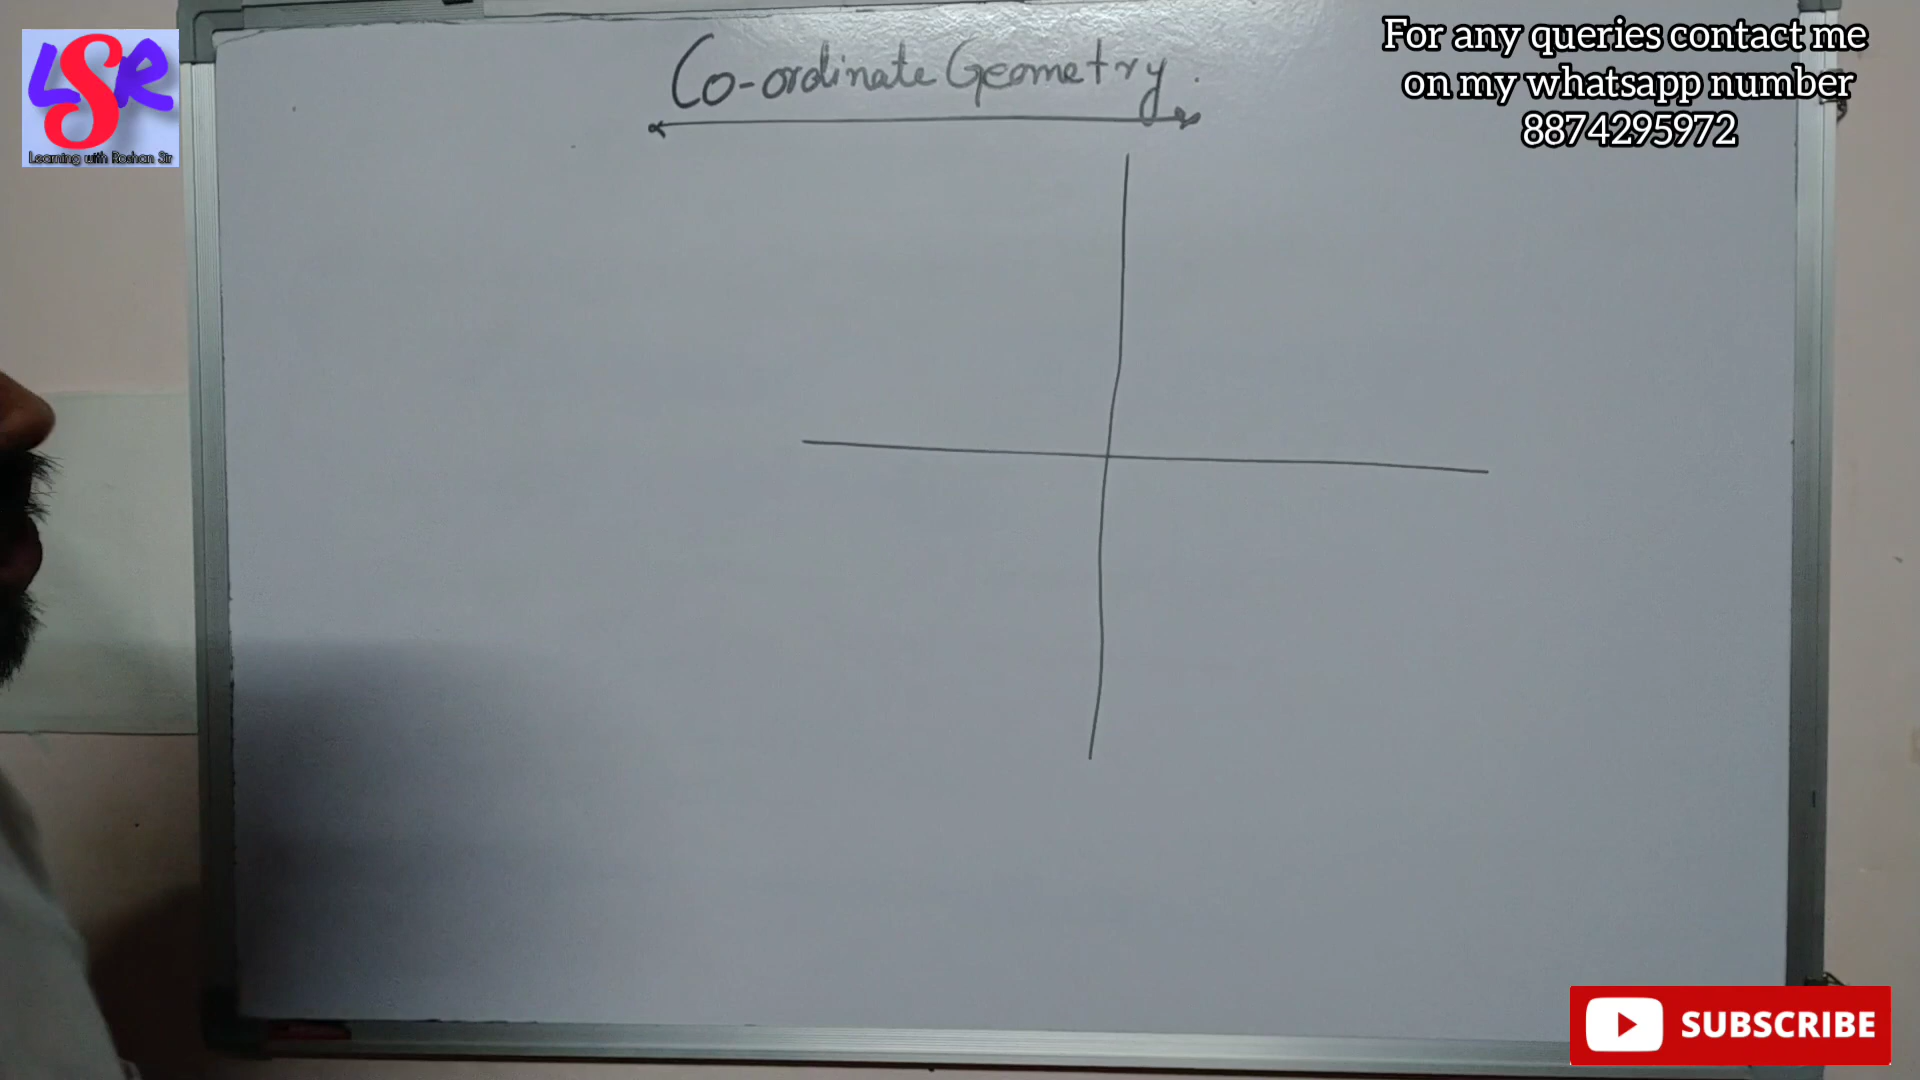 LSR
Learning with Roshan Sir
Co-ordinate Geometry.
For any queries contact me
on my whatsapp number
8874295972
SUBSCRIBE